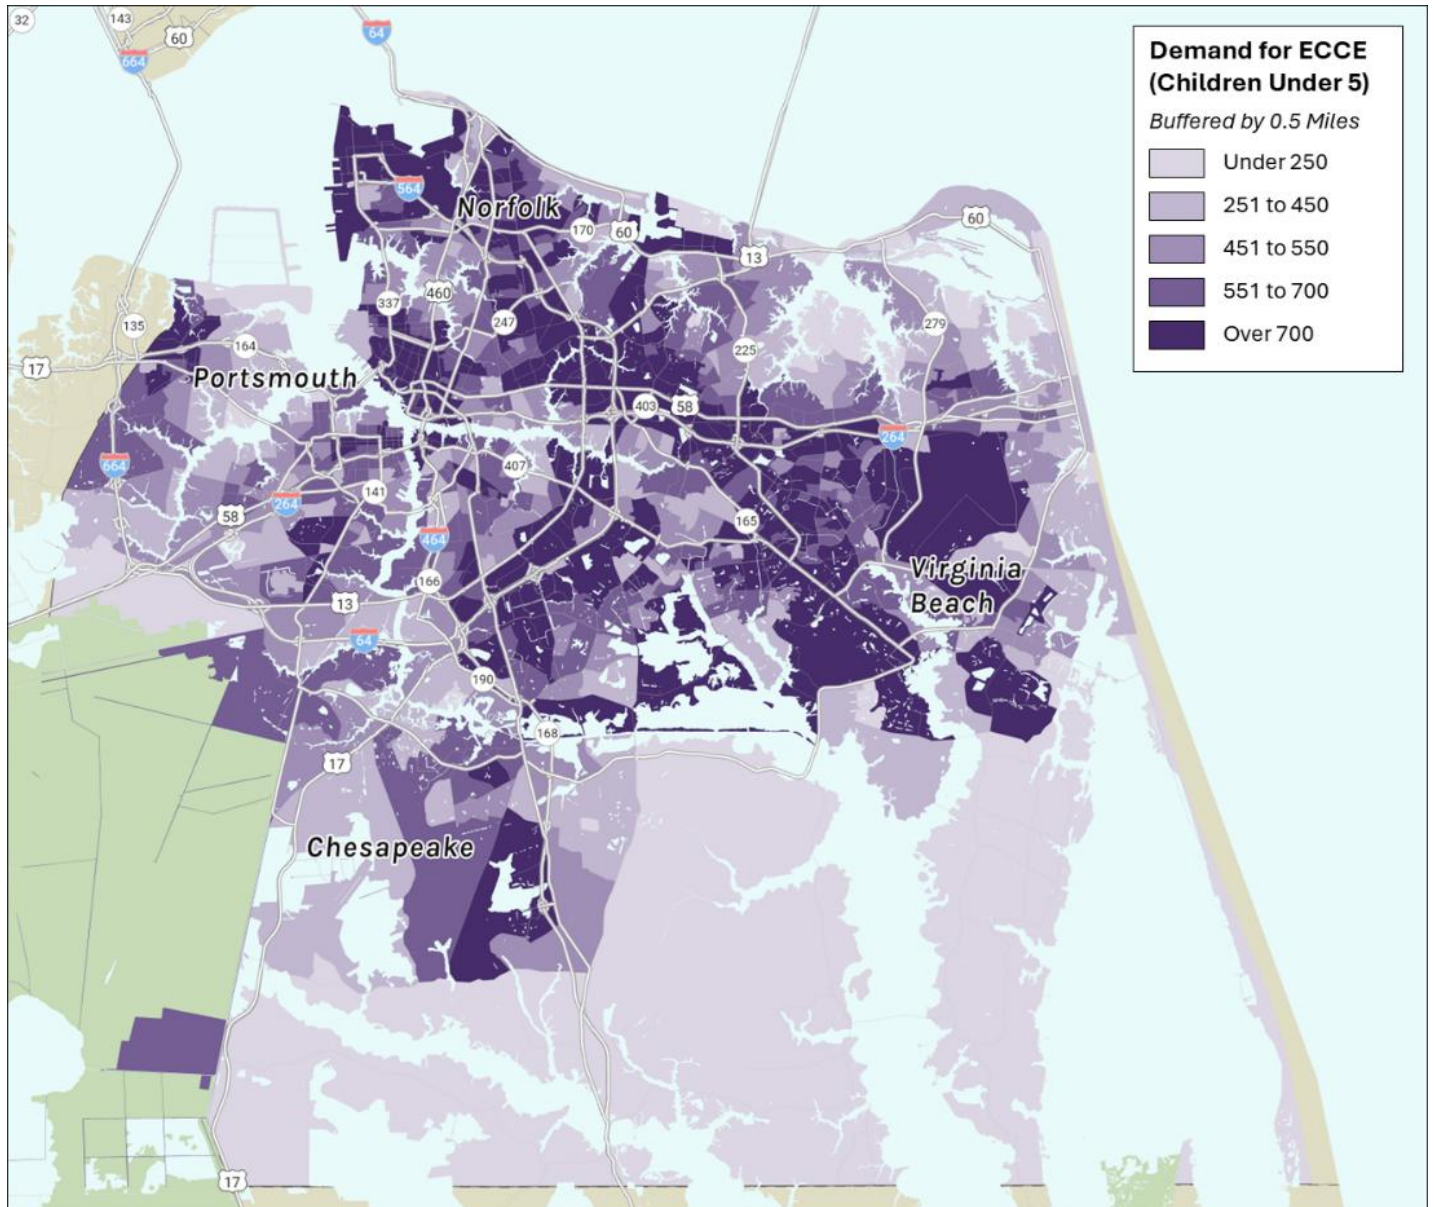 32
143
60
664
64
Demand for ECCE
(Children Under 5)
Buffered by 0.5 Miles
Under 250
251 to 450
451 to 550
551 to 700
Over 700
564
Norfolk
170
60
60
13
460
337
247
279
135
164
225
17
Portsmouth
403
58
264
664
407
141
264
58
165
464
Virginia
Beach
166
13
64
190
168
17
Chesapeake
17